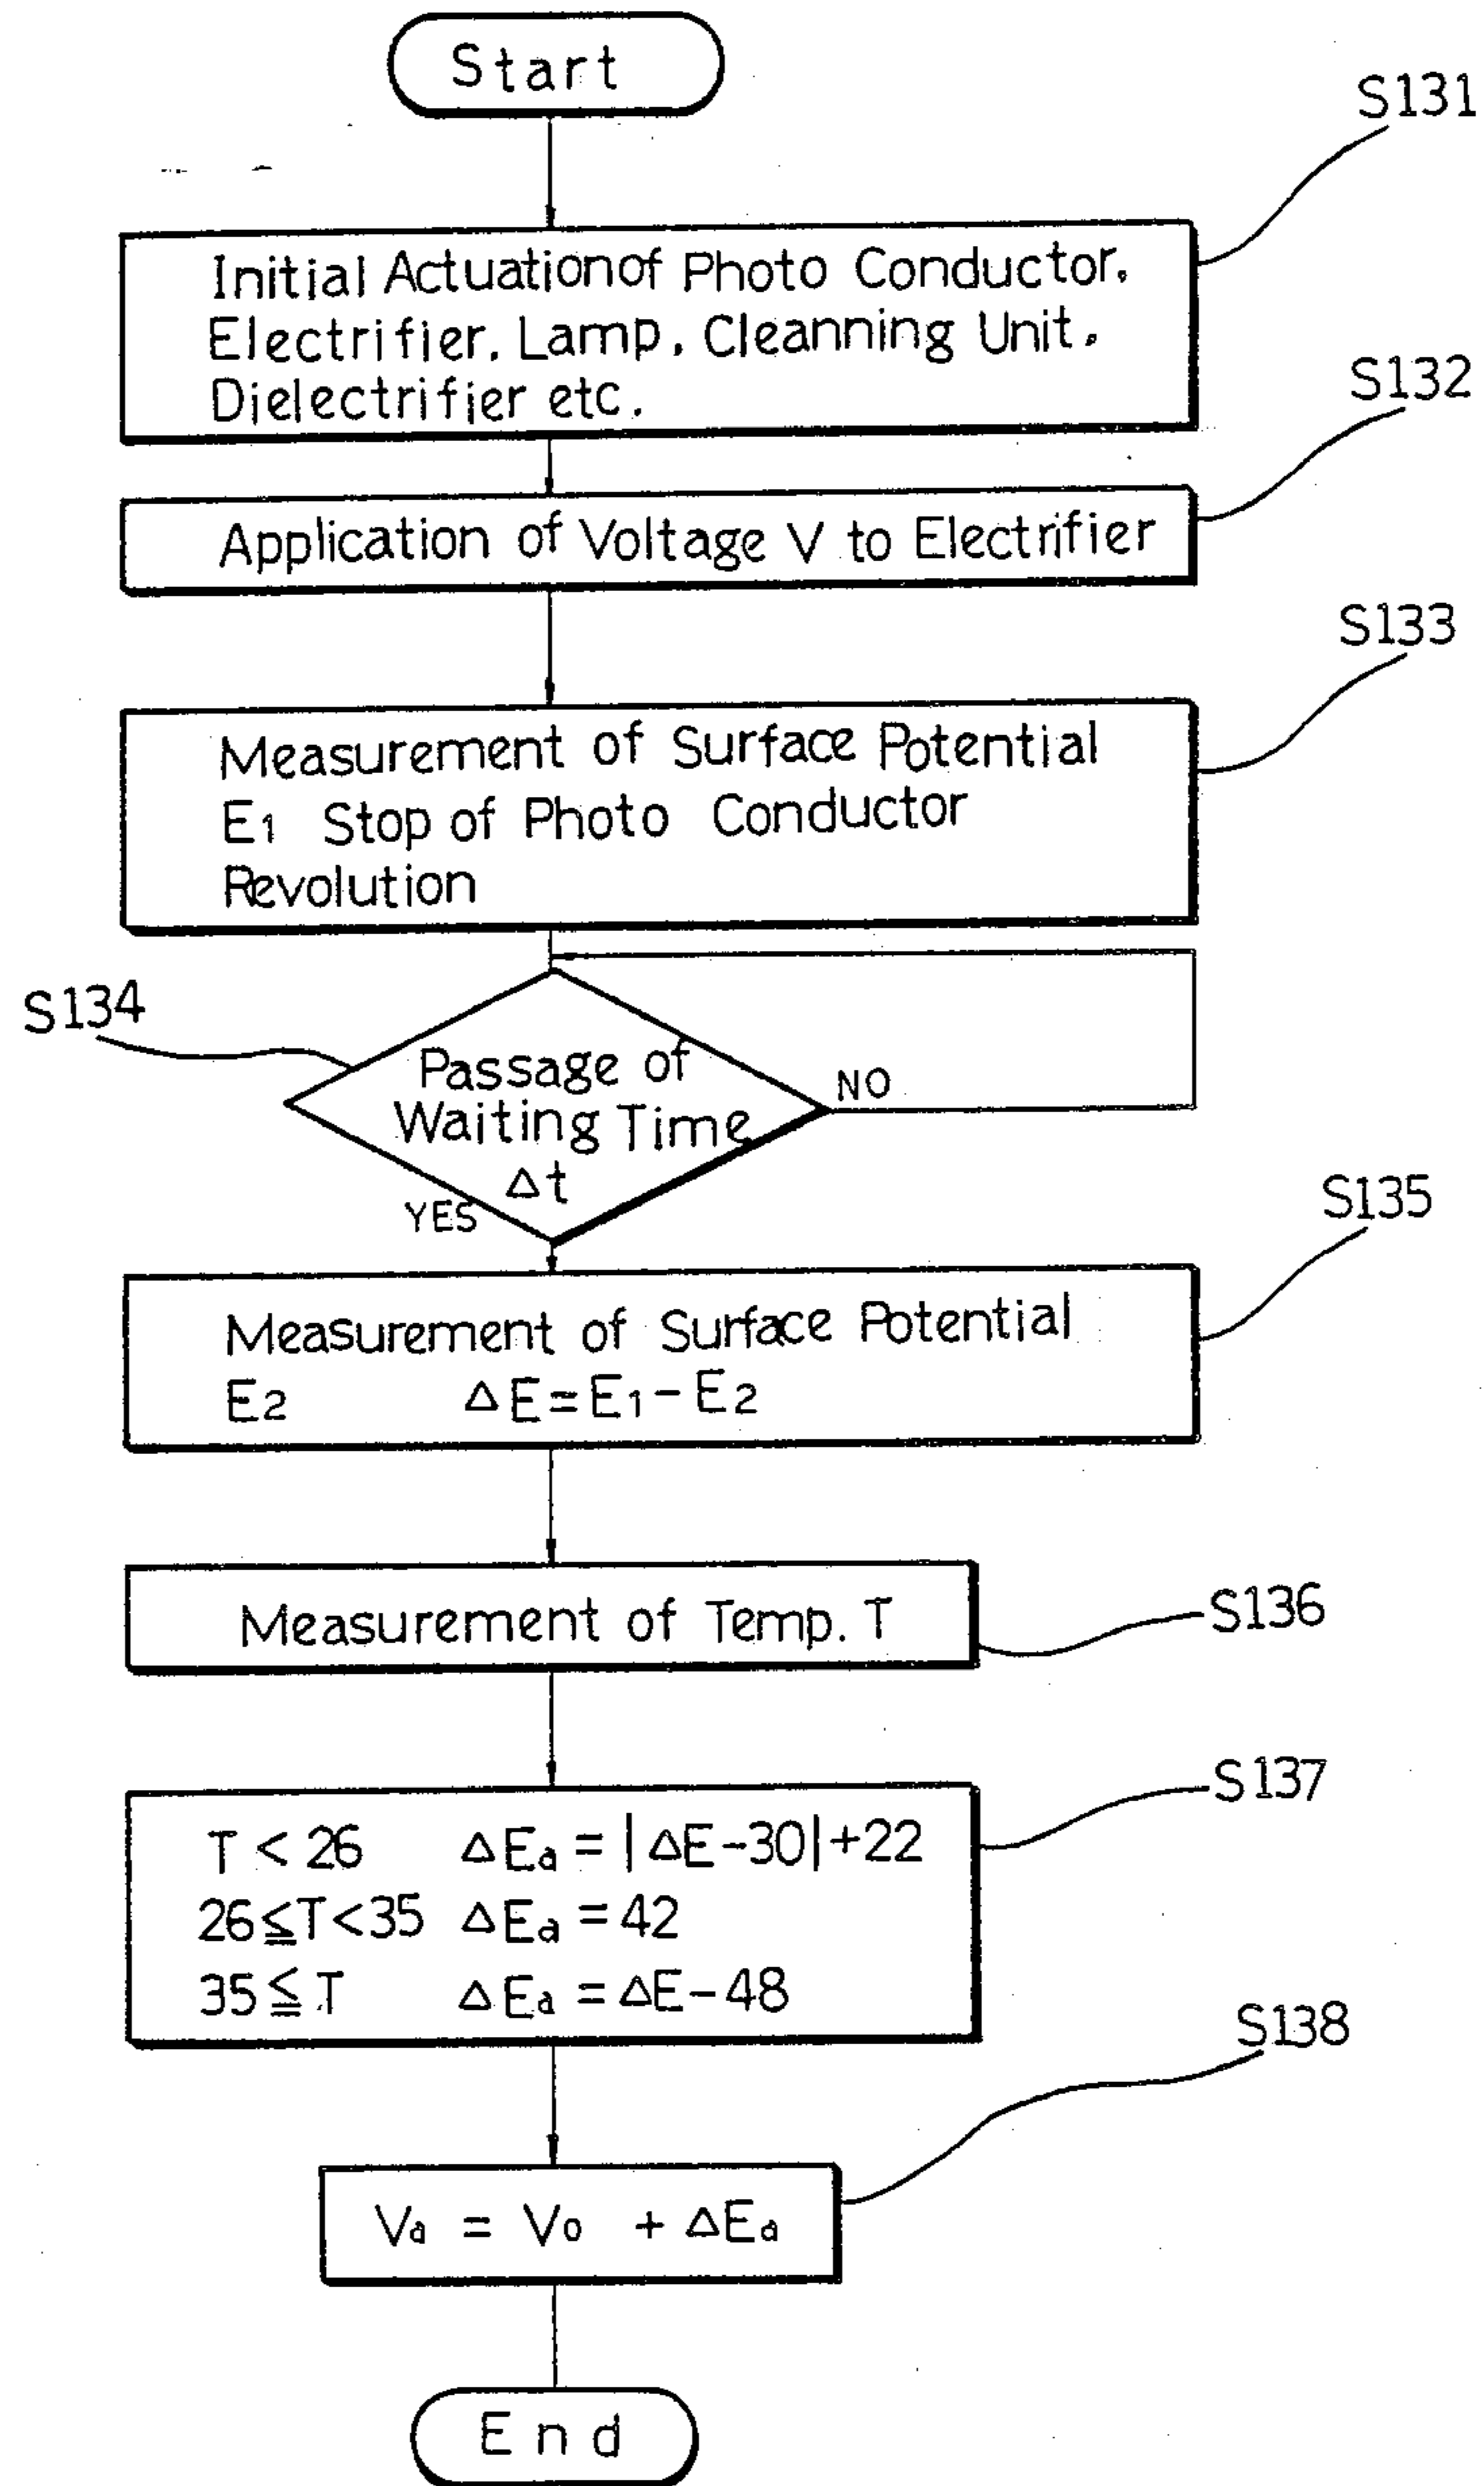 Start
S131
Initial Actuationof Photo Conductor,
Electrifier, Lamp, Cleanning Unit,
Dielectrifier etc.
S132
Application of Voltage V to Electrifier
S133
Measurement of Surface Potential
E1 Stop of Photo Conductor
Revolution
S134
Passage of
Waiting Time
Δt
NO
YES
S135
Measurement of Surface Potential
E2 ΔE=E1-E2
Measurement of Temp. T
S136
S137
T < 26 ΔEa = |ΔE-30|+22
26≦T<35 ΔEa = 42
35≦T ΔEa = ΔE-48
S138
Va = Vo + ΔEa
End